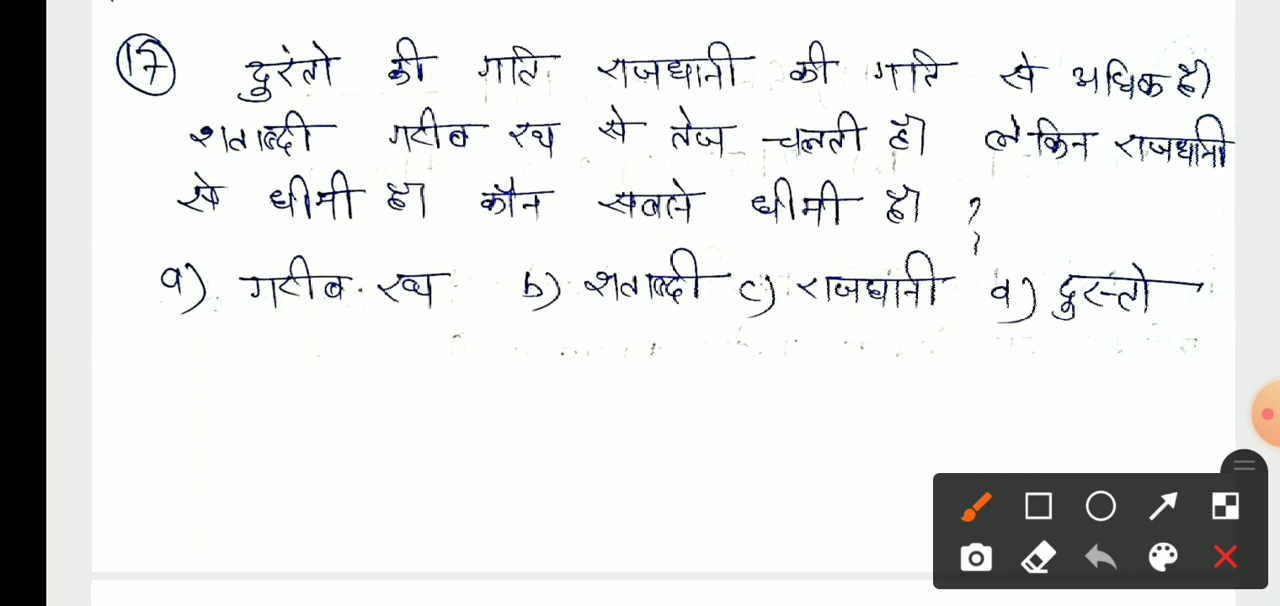 17 दुरंतो की गति राजधानी की गति से अधिक है।
शताब्दी गरीब रथ से तेज चलती है। लेकिन राजधानी
से धीमी है। कौन सबसे धीमी है। ?
a) गरीब रथ b) शताब्दी c) राजधानी d) दुरन्तो